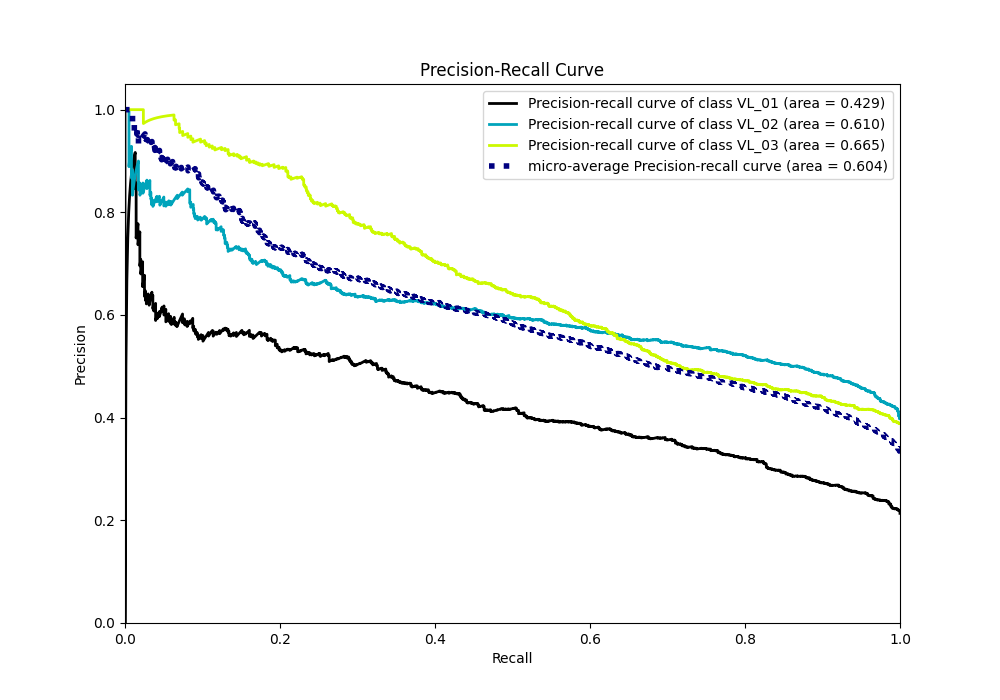 Precision-Recall Curve
Precision-recall curve of class VL_01 (area = 0.429)
Precision-recall curve of class VL_02 (area = 0.610)
Precision-recall curve of class VL_03 (area = 0.665)
micro-average Precision-recall curve (area = 0.604)
1.0
0.8
0.6
0.4
0.2
0.0
Precision
0.0 0.2 0.4 0.6 0.8 1.0
Recall